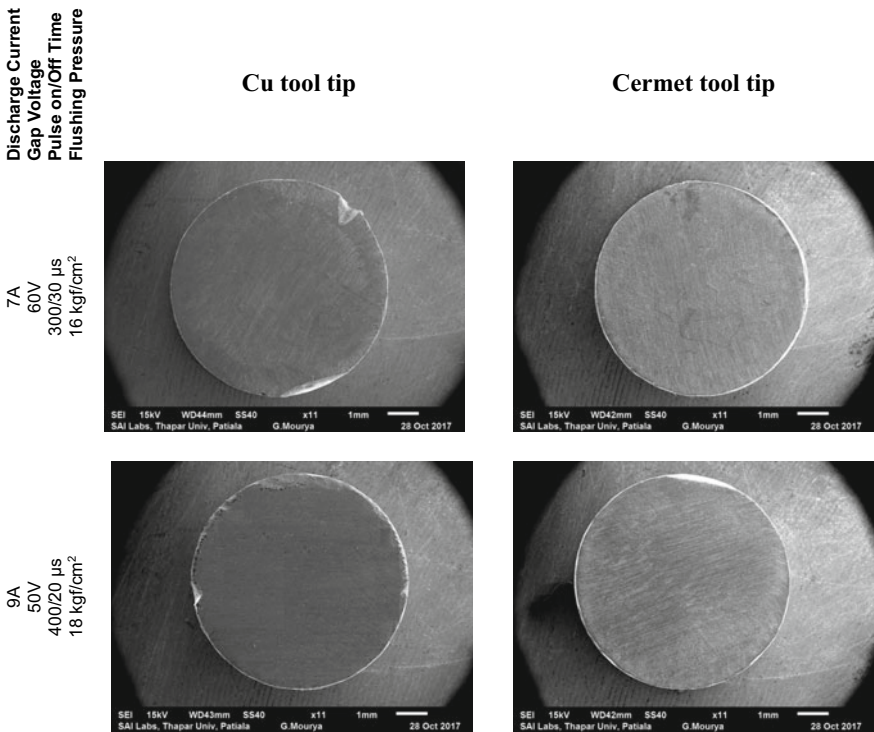 Discharge Current
Gap Voltage
Pulse on/Off Time
Flushing Pressure
Cu tool tip
Cermet tool tip
7A
60V
300/30 µs
16 kgf/cm²
SEI 15kV WD44mm SS40 x11 1mm
SAI Labs, Thapar Univ, Patiala G.Mourya 28 Oct 2017
SEI 15kV WD42mm SS40 x11 1mm
SAI Labs, Thapar Univ, Patiala G.Mourya 28 Oct 2017
9A
50V
400/20 µs
18 kgf/cm²
SEI 15kV WD43mm SS40 x11 1mm
SAI Labs, Thapar Univ, Patiala G.Mourya 28 Oct 2017
SEI 15kV WD42mm SS40 x11 1mm
SAI Labs, Thapar Univ, Patiala G.Mourya 28 Oct 2017